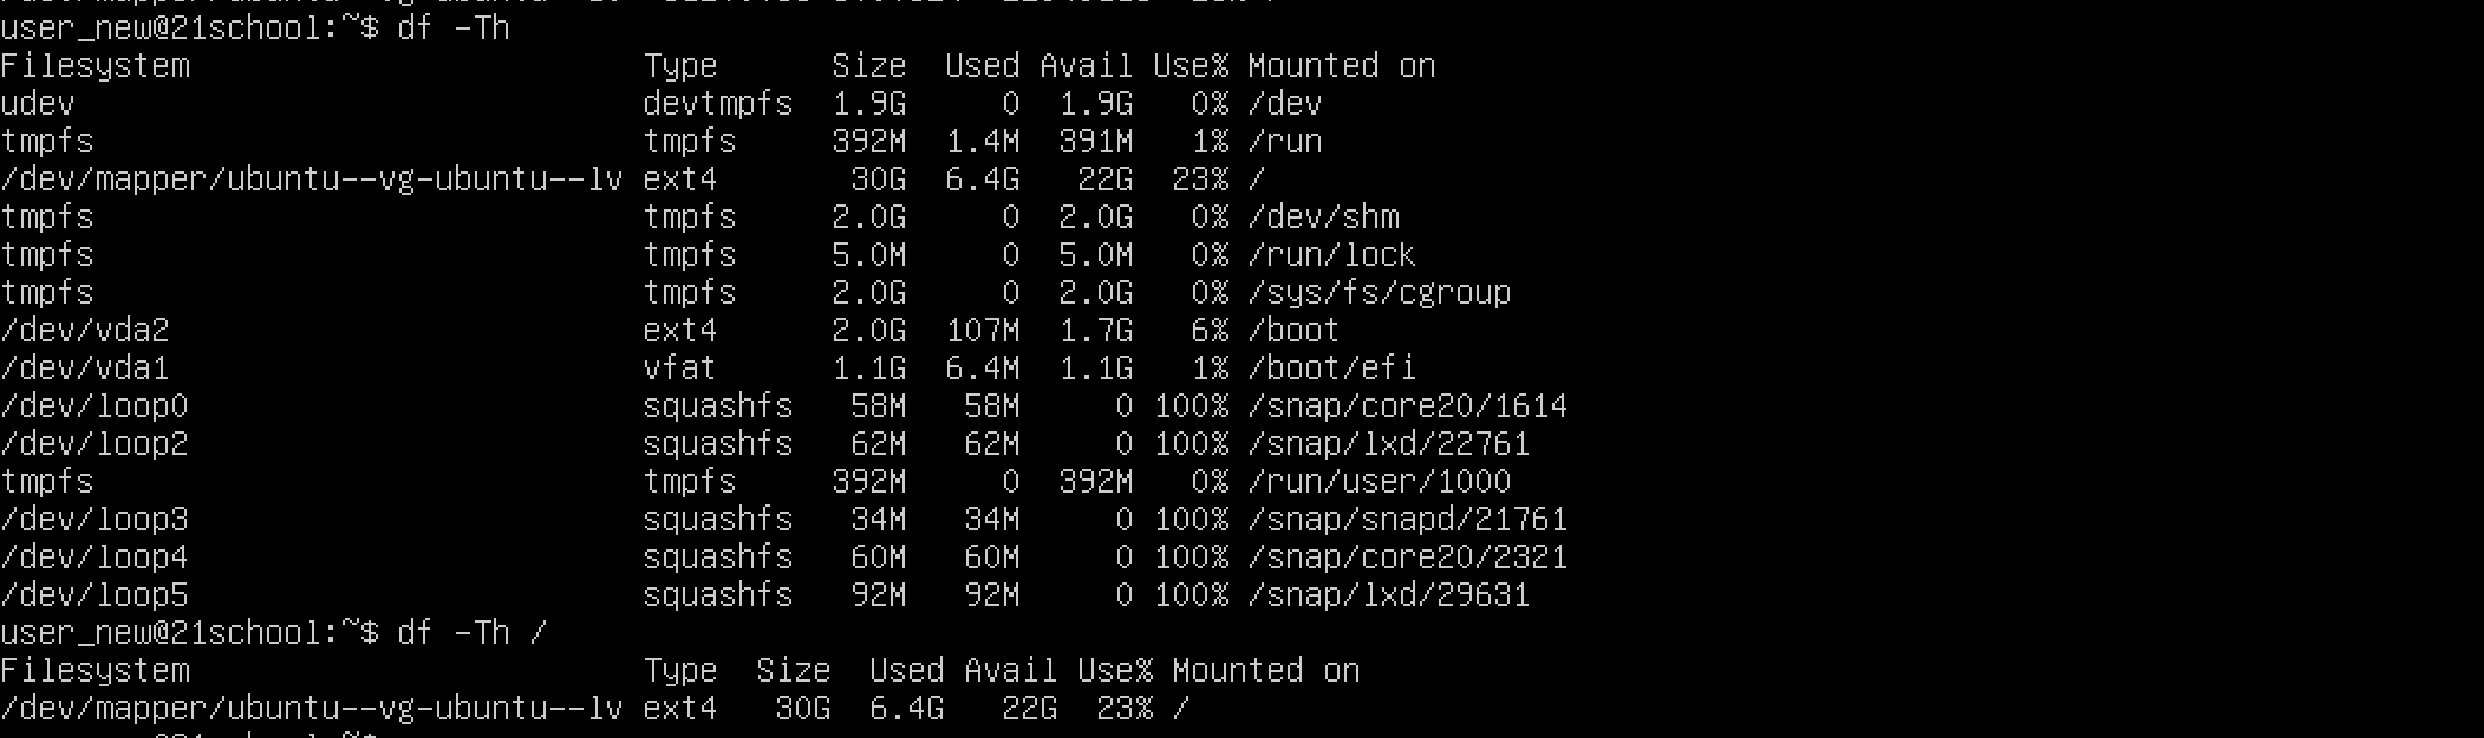 user_new@21school:~$ df -Th
Filesystem                        Type      Size  Used Avail Use% Mounted on
udev                              devtmpfs  1.9G     0  1.9G   0% /dev
tmpfs                             tmpfs     392M  1.4M  391M   1% /run
/dev/mapper/ubuntu--vg-ubuntu--lv ext4       30G  6.4G   22G  23% /
tmpfs                             tmpfs     2.0G     0  2.0G   0% /dev/shm
tmpfs                             tmpfs     5.0M     0  5.0M   0% /run/lock
tmpfs                             tmpfs     2.0G     0  2.0G   0% /sys/fs/cgroup
/dev/vda2                         ext4      2.0G  107M  1.7G   6% /boot
/dev/vda1                         vfat      1.1G  6.4M  1.1G   1% /boot/efi
/dev/loop0                        squashfs   58M   58M     0 100% /snap/core20/1614
/dev/loop2                        squashfs   62M   62M     0 100% /snap/lxd/22761
tmpfs                             tmpfs     392M     0  392M   0% /run/user/1000
/dev/loop3                        squashfs   34M   34M     0 100% /snap/snapd/21761
/dev/loop4                        squashfs   60M   60M     0 100% /snap/core20/2321
/dev/loop5                        squashfs   92M   92M     0 100% /snap/lxd/29631
user_new@21school:~$ df -Th /
Filesystem                        Type  Size  Used Avail Use% Mounted on
/dev/mapper/ubuntu--vg-ubuntu--lv ext4   30G  6.4G   22G  23% /